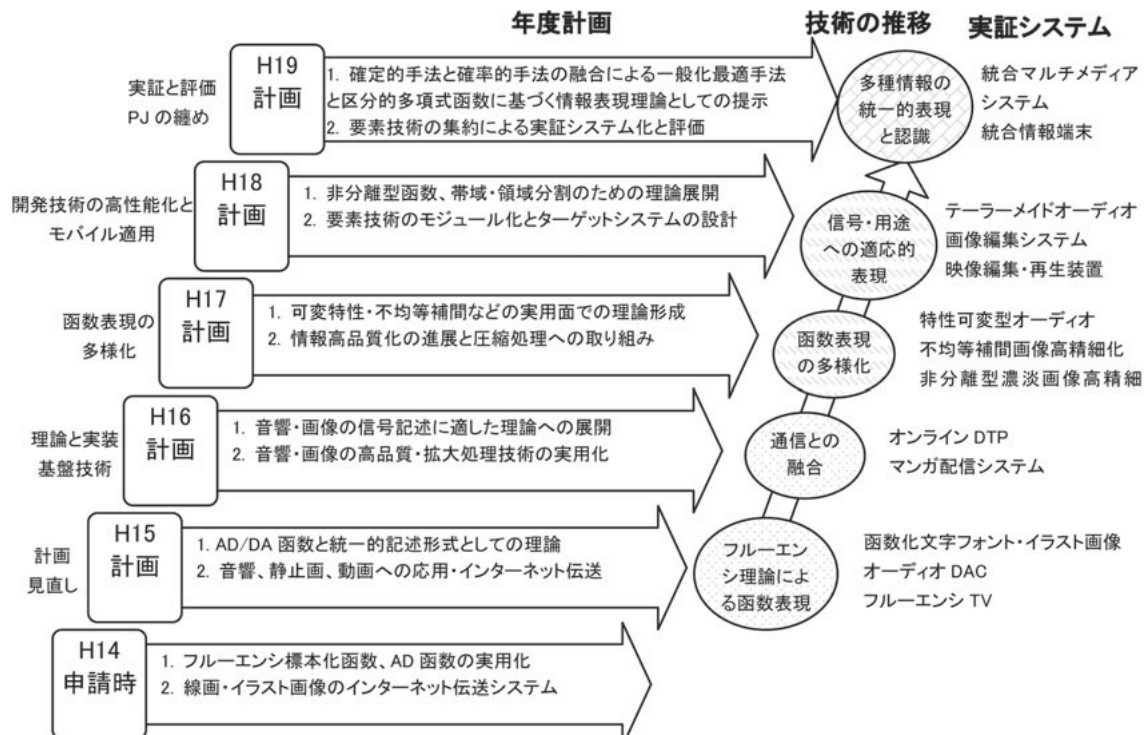 年度計画
技術の推移
実証システム
実証と評価
PJの纏め
H19
計画
1. 確定的手法と確率的手法の融合による一般化最適手法
と区分的多項式函数に基づく情報表現理論としての提示
2. 要素技術の集約による実証システム化と評価
多種情報の
統一的表現
と認識
統合マルチメディア
システム
統合情報端末
開発技術の高性能化と
モバイル適用
H18
計画
1. 非分離型函数、帯域・領域分割のための理論展開
2. 要素技術のモジュール化とターゲットシステムの設計
信号・用途
への適応的
表現
テーラーメイドオーディオ
画像編集システム
映像編集・再生装置
函数表現の
多様化
H17
計画
1. 可変特性・不均等補間などの実用面での理論形成
2. 情報高品質化の進展と圧縮処理への取り組み
函数表現
の多様化
特性可変型オーディオ
不均等補間画像高精細化
非分離型濃淡画像高精細
理論と実装
基盤技術
H16
計画
1. 音響・画像の信号記述に適した理論への展開
2. 音響・画像の高品質・拡大処理技術の実用化
通信との
融合
オンラインDTP
マンガ配信システム
計画
見直し
H15
計画
1. AD/DA函数と統一的記述形式としての理論
2. 音響、静止画、動画への応用・インターネット伝送
フルーエン
シ理論によ
る函数表現
函数化文字フォント・イラスト画像
オーディオDAC
フルーエンシTV
H14
申請時
1. フルーエンシ標本化函数、AD函数の実用化
2. 線画・イラスト画像のインターネット伝送システム